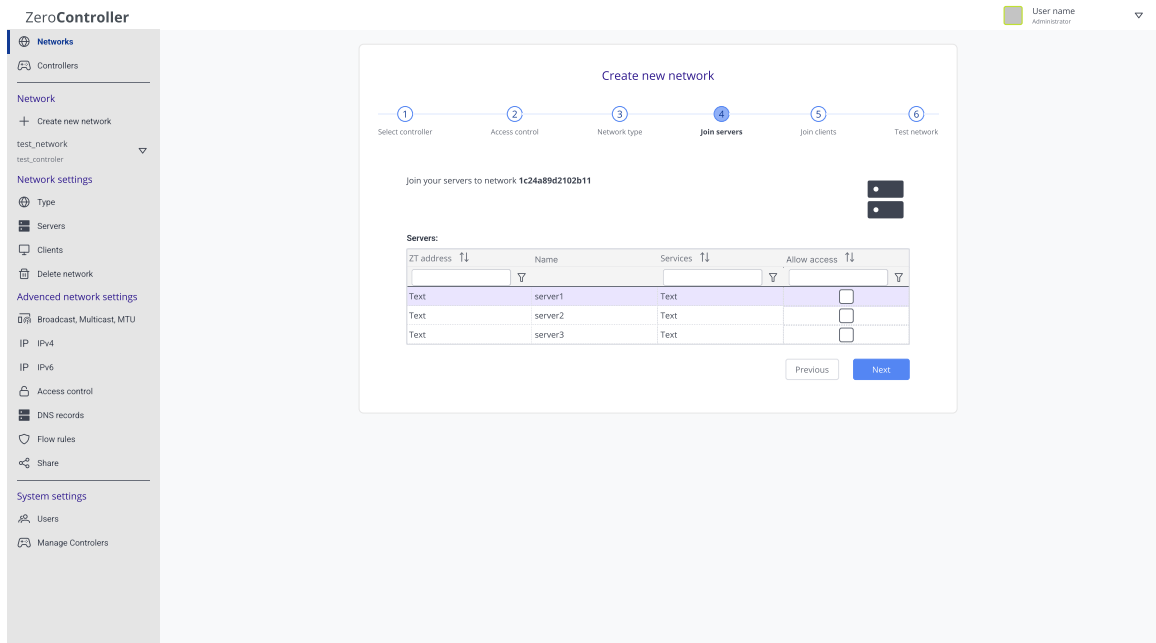 ZeroController
User name
Administrator
Networks
Controllers
Network
Create new network
test_network
test_controler
Network settings
Type
Servers
Clients
Delete network
Advanced network settings
Broadcast, Multicast, MTU
IP IPv4
IP IPv6
Access control
DNS records
Flow rules
Share
System settings
Users
Manage Controlers
Create new network
1 2 3 4 5 6
Select controller Access control Network type Join servers Join clients Test network
Join your servers to network 1c24a89d2102b11
Servers:
ZT address Name Services Allow access
Text server1 Text
Text server2 Text
Text server3 Text
Previous Next